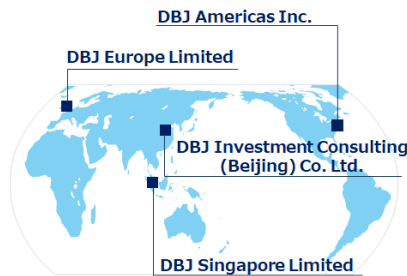 DBJ Americas Inc.
DBJ Europe Limited
DBJ Investment Consulting
(Beijing) Co. Ltd.
DBJ Singapore Limited